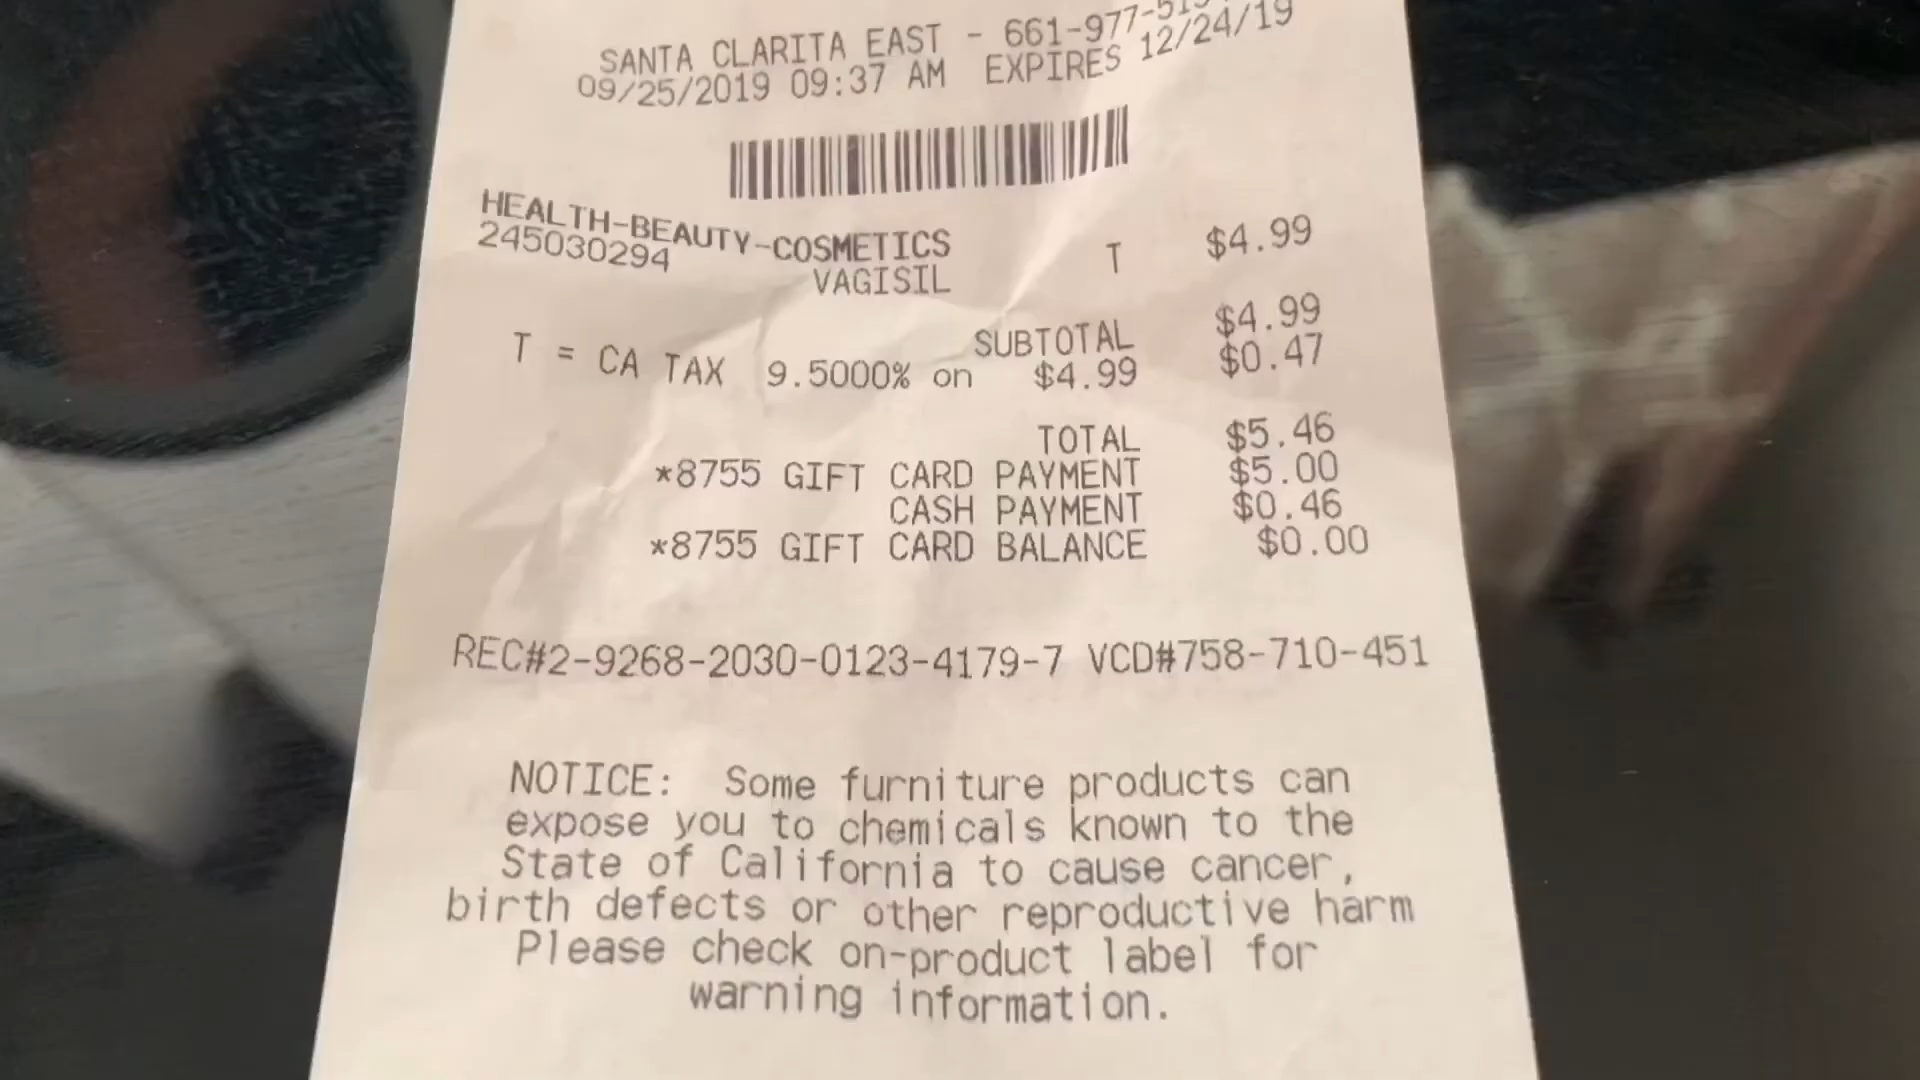 SANTA CLARITA EAST - 661-977-
09/25/2019 09:37 AM EXPIRES 12/24/19
HEALTH-BEAUTY-COSMETICS
245030294 VAGISIL T $4.99
SUBTOTAL $4.99
T = CA TAX 9.5000% on $4.99 $0.47
TOTAL $5.46
*8755 GIFT CARD PAYMENT $5.00
CASH PAYMENT $0.46
*8755 GIFT CARD BALANCE $0.00
REC#2-9268-2030-0123-4179-7 VCD#758-710-451
NOTICE: Some furniture products can
expose you to chemicals known to the
State of California to cause cancer,
birth defects or other reproductive harm
Please check on-product label for
warning information.